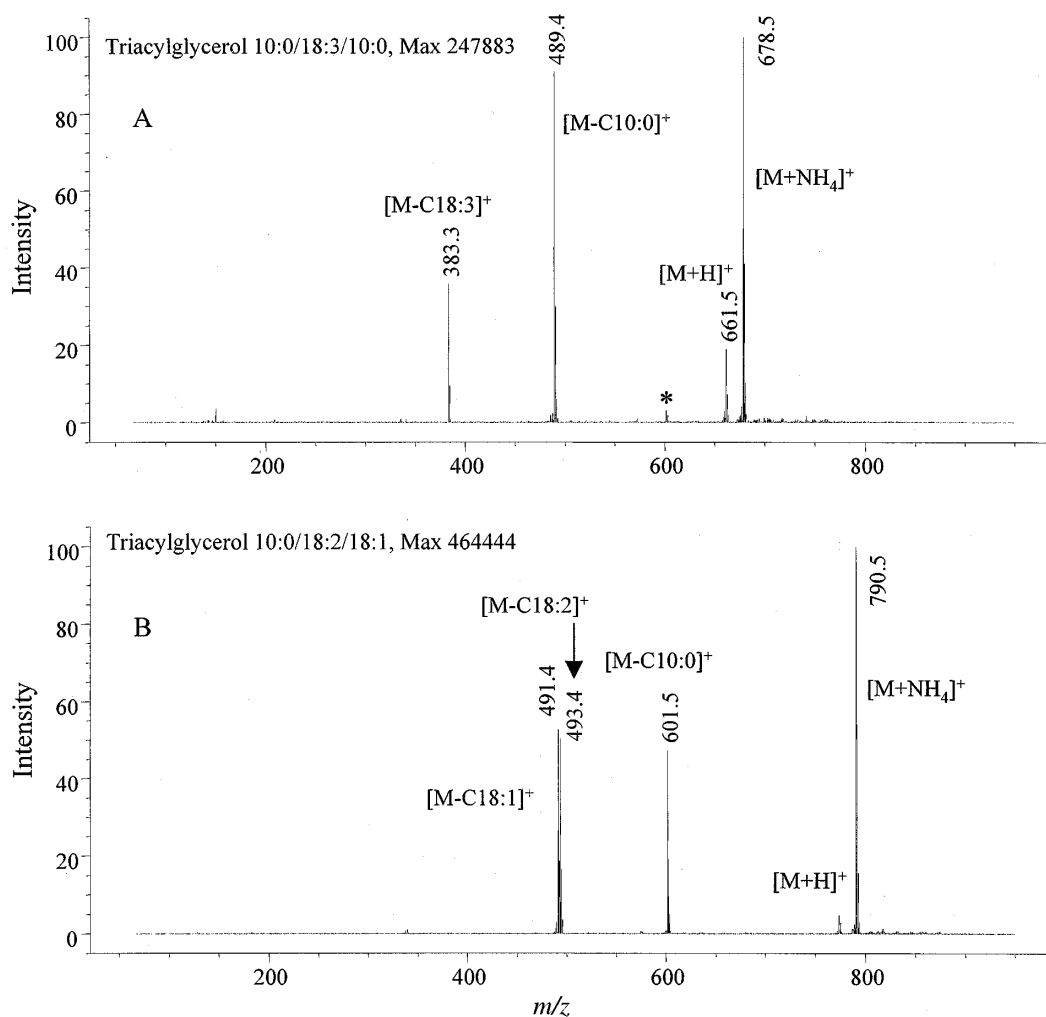 Triacylglycerol 10:0/18:3/10:0, Max 247883
A
100
80
60
40
20
0
Intensity
[M-C18:3]⁺
383.3
489.4
[M-C10:0]⁺
*
[M+H]⁺
661.5
678.5
[M+NH₄]⁺
200
400
600
800
Triacylglycerol 10:0/18:2/18:1, Max 464444
B
100
80
60
40
20
0
Intensity
[M-C18:2]⁺
491.4
493.4
[M-C18:1]⁺
[M-C10:0]⁺
601.5
[M+H]⁺
790.5
[M+NH₄]⁺
200
400
600
800
m/z